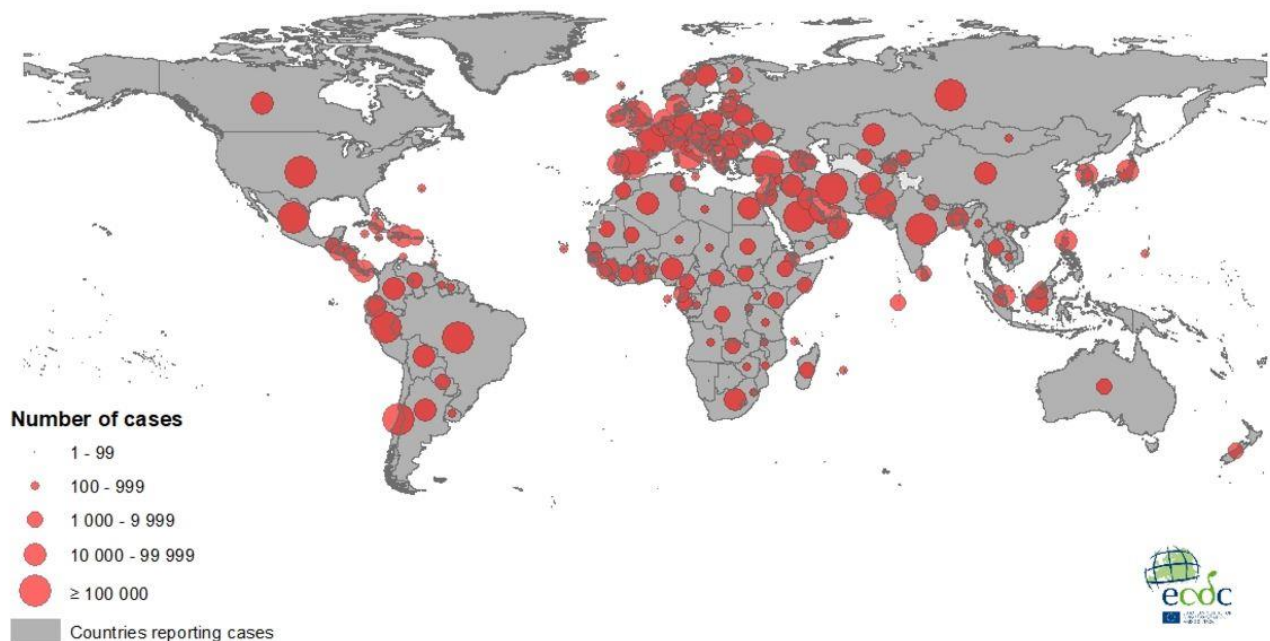 Number of cases
1 - 99
100 - 999
1 000 - 9 999
10 000 - 99 999
≥ 100 000
Countries reporting cases
ecdc